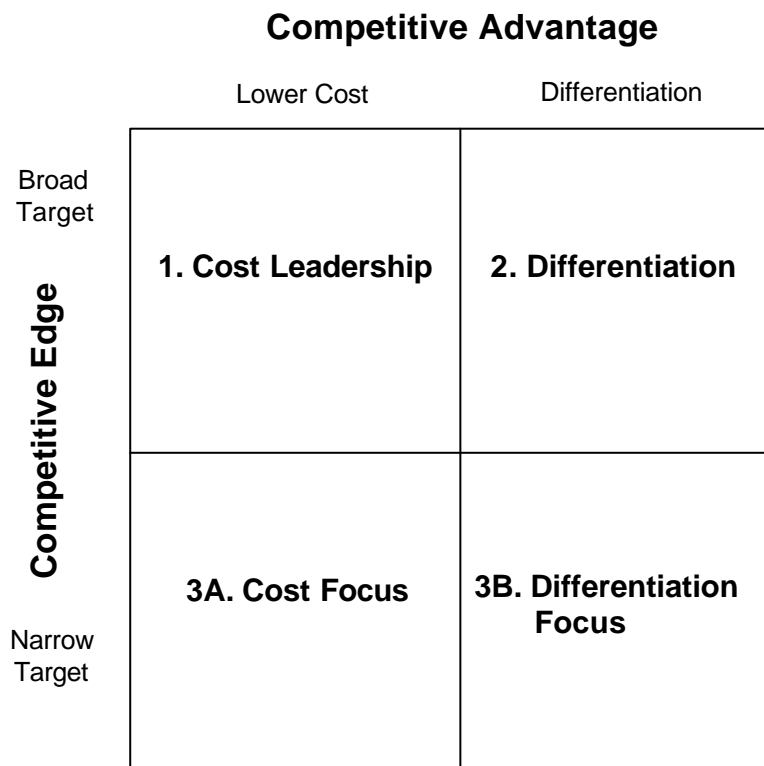 Competitive Advantage
Lower Cost
Differentiation
Broad
Target
Competitive Edge
1. Cost Leadership
2. Differentiation
3A. Cost Focus
3B. Differentiation
Focus
Narrow
Target